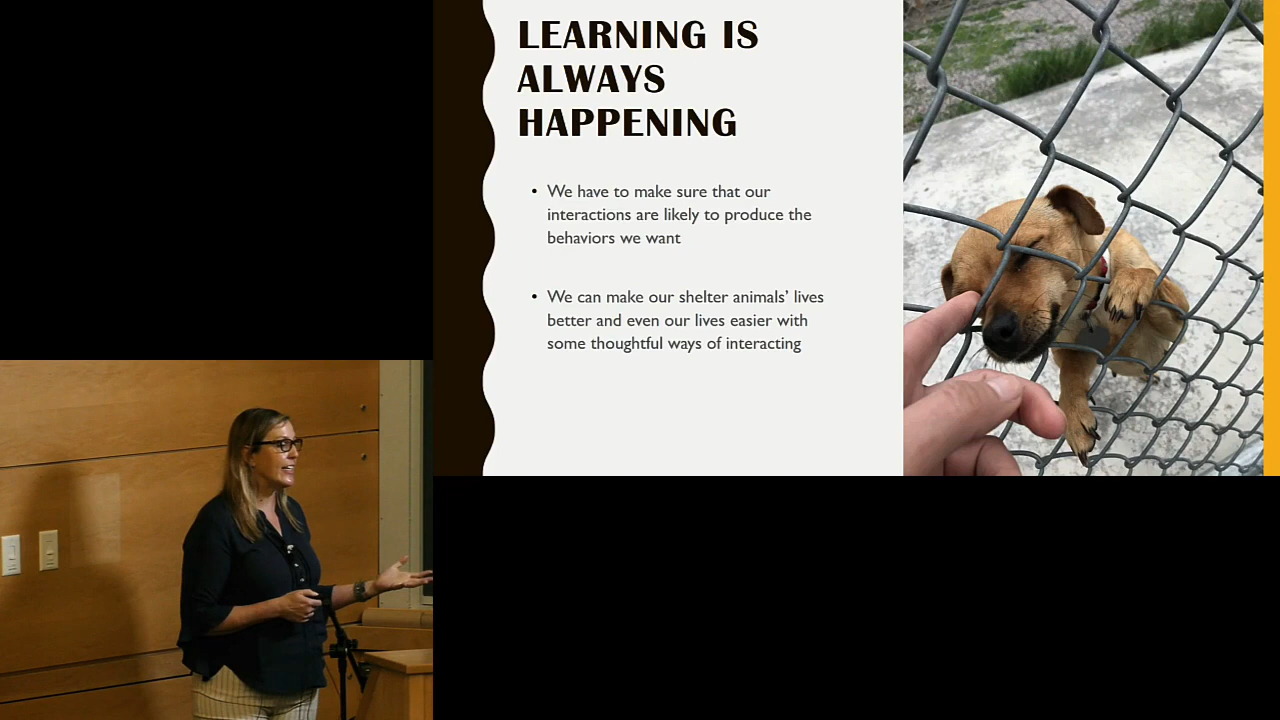 LEARNING IS
ALWAYS
HAPPENING
• We have to make sure that our
interactions are likely to produce the
behaviors we want
• We can make our shelter animals’ lives
better and even our lives easier with
some thoughtful ways of interacting